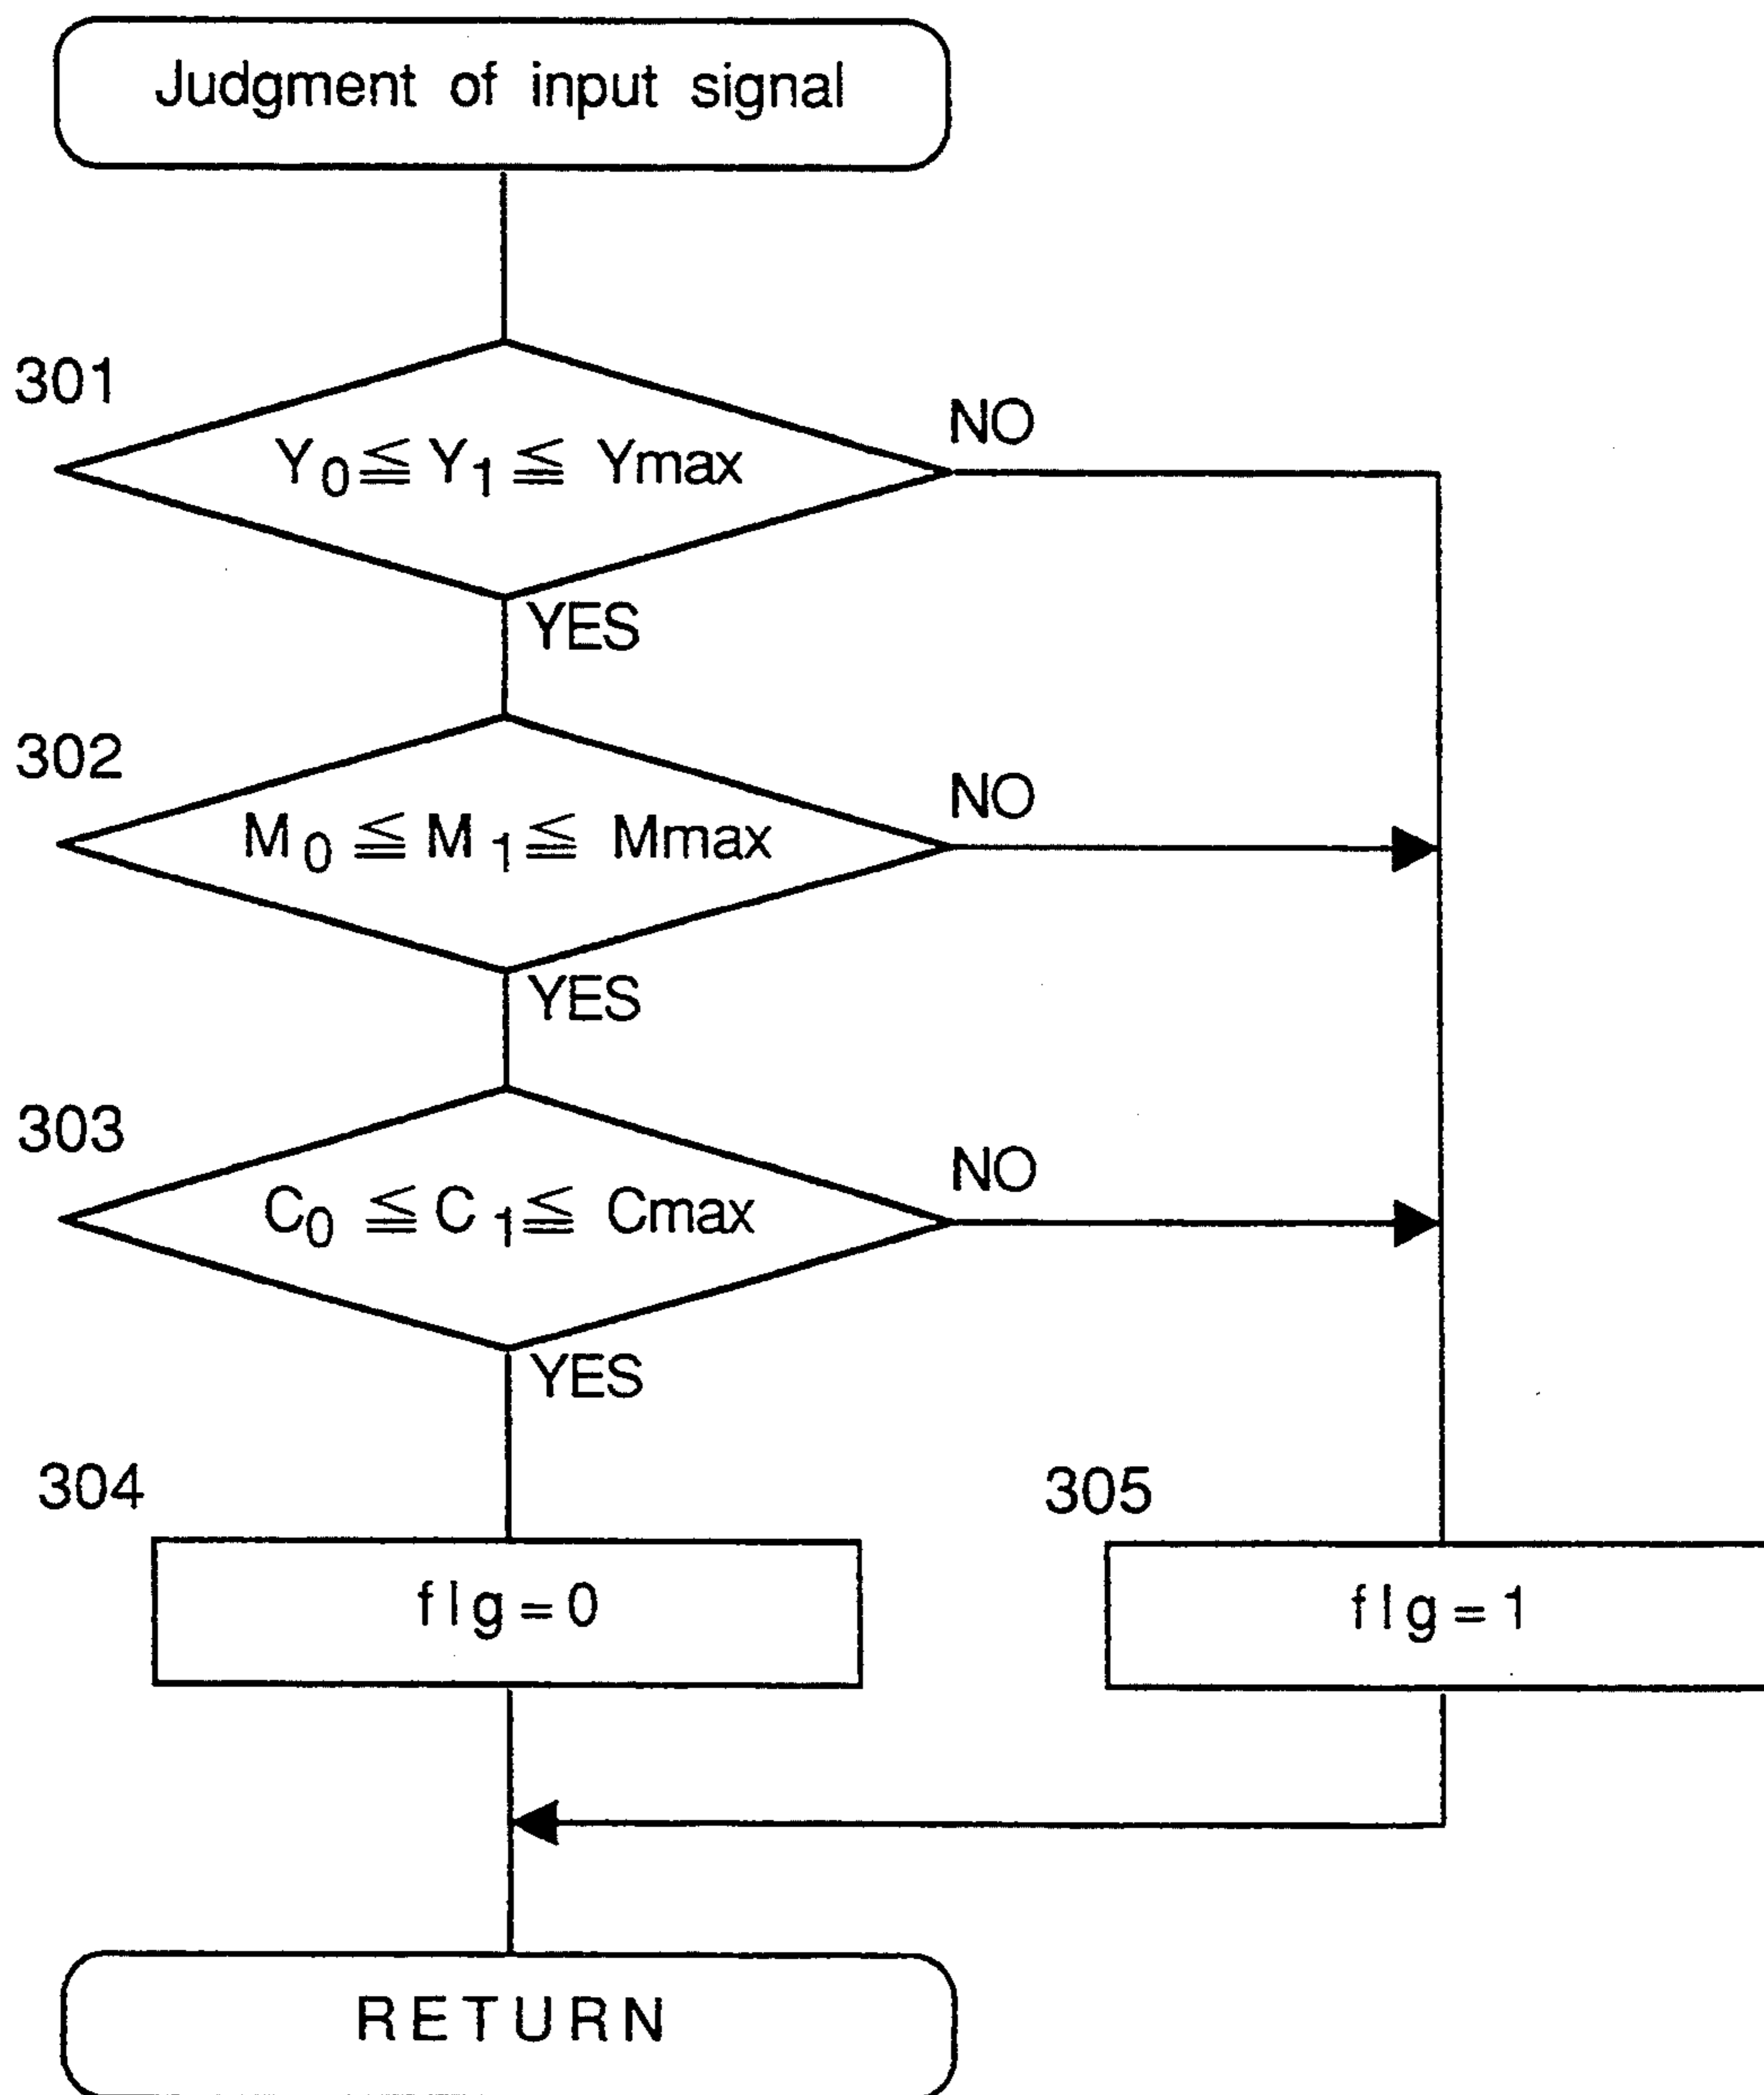 Judgment of input signal
301
Y0 ≦ Y1 ≦ Ymax
NO
YES
302
M0 ≦ M1 ≦ Mmax
NO
YES
303
C0 ≦ C1 ≦ Cmax
NO
YES
304
flg = 0
305
flg = 1
RETURN